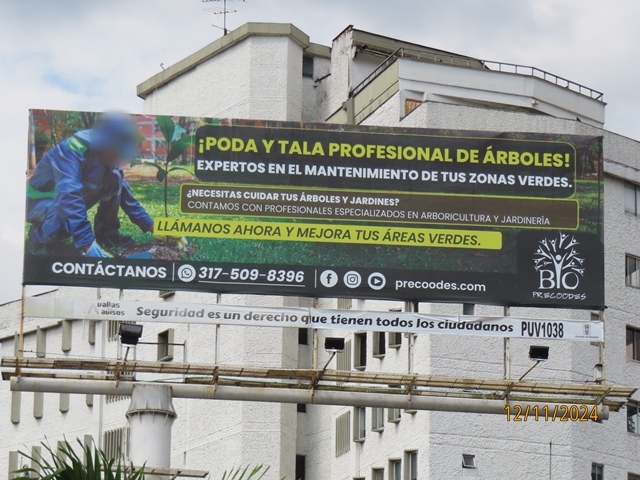 ¡PODA Y TALA PROFESIONAL DE ÁRBOLES!
EXPERTOS EN EL MANTENIMIENTO DE TUS ZONAS VERDES.
¿NECESITAS CUIDAR TUS ÁRBOLES Y JARDINES?
CONTAMOS CON PROFESIONALES ESPECIALIZADOS EN ARBORICULTURA Y JARDINERÍA
LLÁMANOS AHORA Y MEJORA TUS ÁREAS VERDES.
CONTÁCTANOS 317-509-8396 precoodes.com
BIO
PRECOODES
Vallas
& avisos
Seguridad es un derecho que tienen todos los ciudadanos PUV1038
12/11/2024